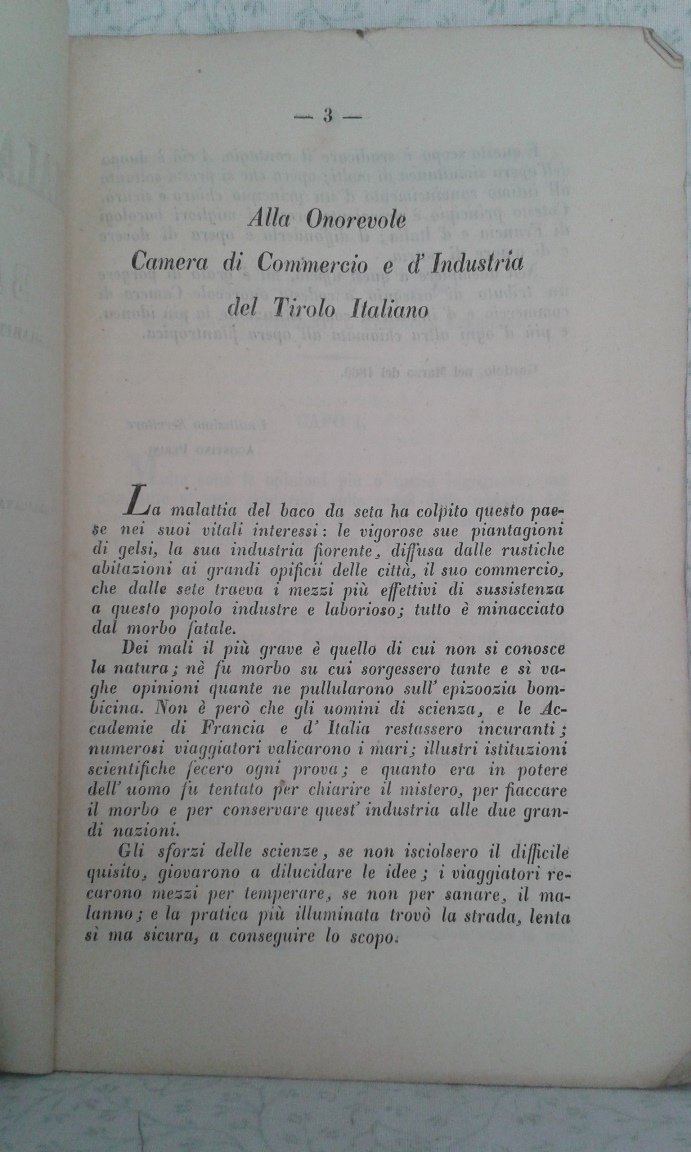 — 3 —
Alla Onorevole
Camera di Commercio e d' Industria
del Tirolo Italiano
La malattia del baco da seta ha colpito questo pae-
se nei suoi vitali interessi: le vigorose sue piantagioni
di gelsi, la sua industria fiorente, diffusa dalle rustiche
abitazioni ai grandi opificii delle città, il suo commercio,
che dalle sete traeva i mezzi più effettivi di sussistenza
a questo popolo industre e laborioso; tutto è minacciato
dal morbo fatale.
Dei mali il più grave è quello di cui non si conosce
la natura; nè fu morbo su cui sorgessero tante e sì va-
ghe opinioni quante ne pullularono sull' epizoozia bom-
bicina. Non è però che gli uomini di scienza, e le Ac-
cademie di Francia e d' Italia restassero incuranti;
numerosi viaggiatori valicarono i mari; illustri istituzioni
scientifiche fecero ogni prova; e quanto era in potere
dell' uomo fu tentato per chiarire il mistero, per fiaccare
il morbo e per conservare quest' industria alle due gran-
di nazioni.
Gli sforzi delle scienze, se non isciolsero il difficile
quisito, giovarono a dilucidare le idee; i viaggiatori re-
carono mezzi per temperare, se non per sanare, il ma-
lanno; e la pratica più illuminata trovò la strada, lenta
sì ma sicura, a conseguire lo scopo.